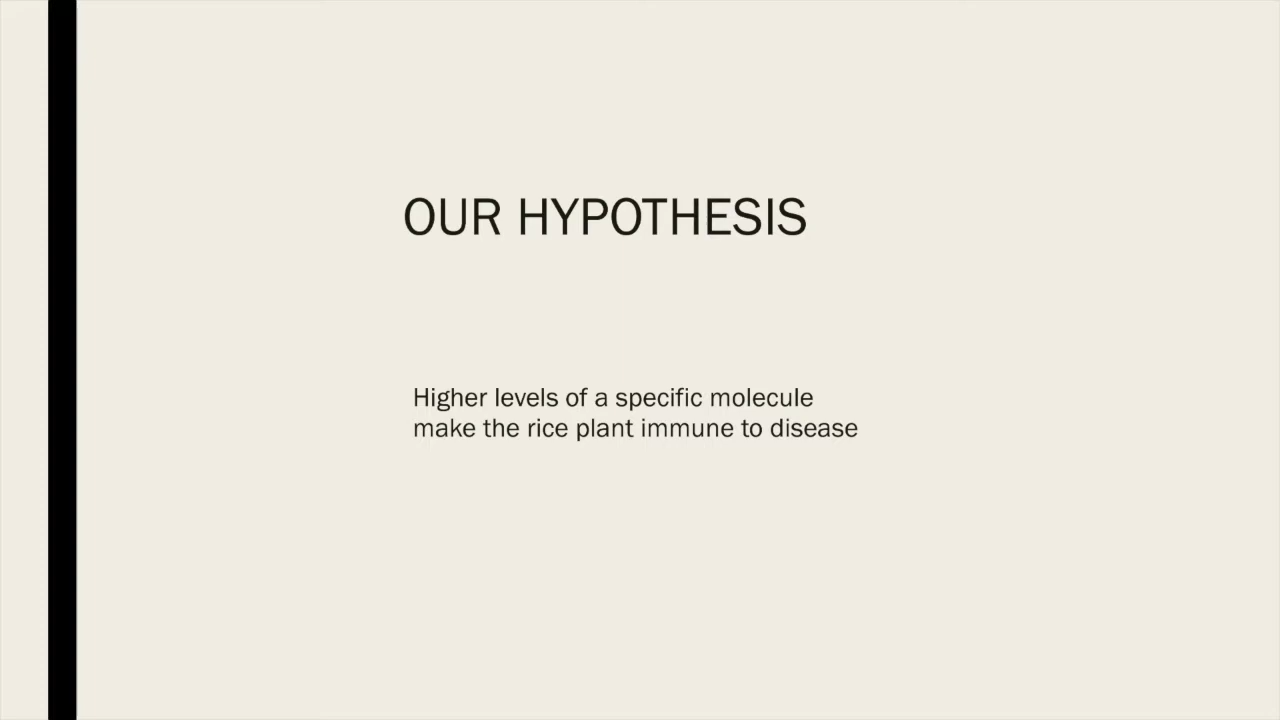 OUR HYPOTHESIS
Higher levels of a specific molecule
make the rice plant immune to disease